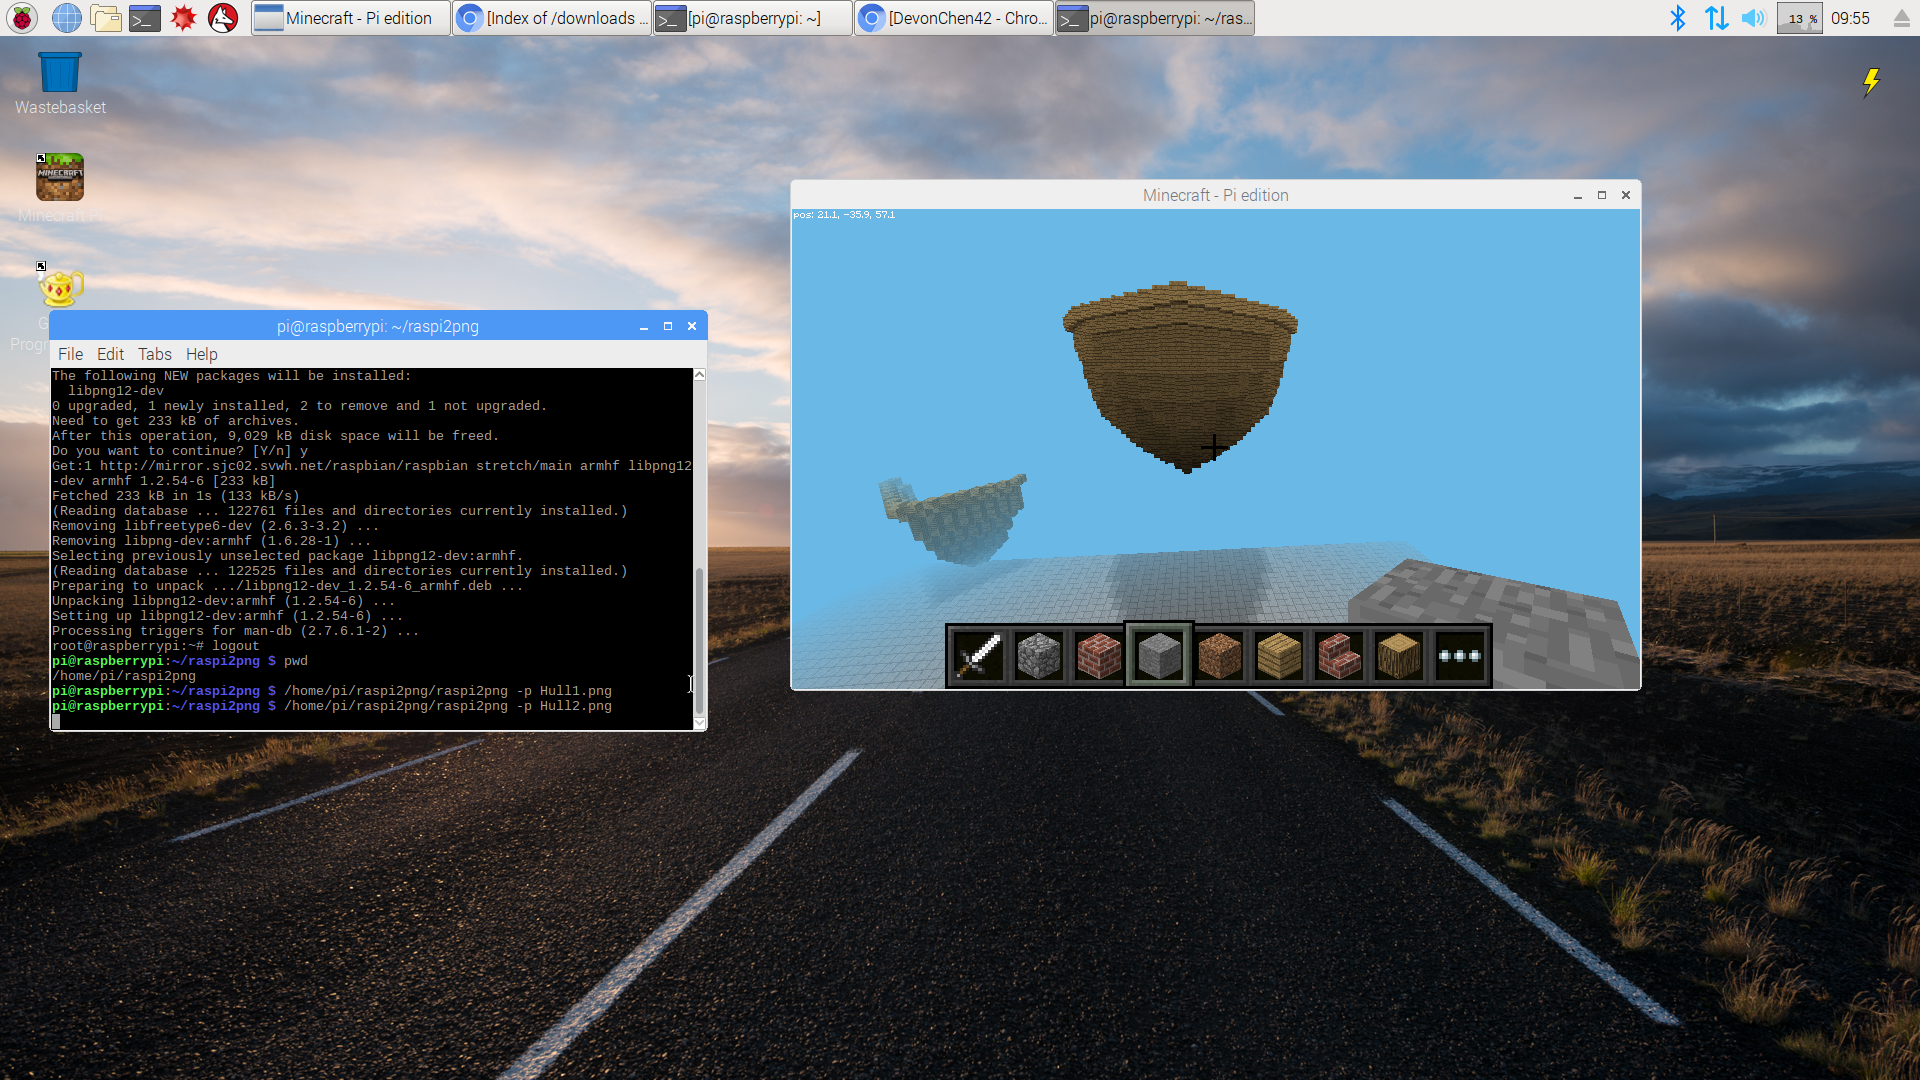 Minecraft - Pi edition
[Index of /downloads ...
[pi@raspberrypi: ~]
[DevonChen42 - Chro...
pi@raspberrypi: ~/ras...
13 %
09:55
Wastebasket
MINECRAFT
Minecraft Pi
G
Progr
pi@raspberrypi: ~/raspi2png
File Edit Tabs Help
The following NEW packages will be installed:
libpng12-dev
0 upgraded, 1 newly installed, 2 to remove and 1 not upgraded.
Need to get 233 kB of archives.
After this operation, 9,029 kB disk space will be freed.
Do you want to continue? [Y/n] y
Get:1 http://mirror.sjc02.svwh.net/raspbian/raspbian stretch/main armhf libpng12
-dev armhf 1.2.54-6 [233 kB]
Fetched 233 kB in 1s (133 kB/s)
(Reading database ... 122761 files and directories currently installed.)
Removing libfreetype6-dev (2.6.3-3.2) ...
Removing libpng-dev:armhf (1.6.28-1) ...
Selecting previously unselected package libpng12-dev:armhf.
(Reading database ... 122525 files and directories currently installed.)
Preparing to unpack .../libpng12-dev_1.2.54-6_armhf.deb ...
Unpacking libpng12-dev:armhf (1.2.54-6) ...
Setting up libpng12-dev:armhf (1.2.54-6) ...
Processing triggers for man-db (2.7.6.1-2) ...
root@raspberrypi:~# logout
pi@raspberrypi:~/raspi2png $ pwd
/home/pi/raspi2png
pi@raspberrypi:~/raspi2png $ /home/pi/raspi2png/raspi2png -p Hull1.png
pi@raspberrypi:~/raspi2png $ /home/pi/raspi2png/raspi2png -p Hull2.png
Minecraft - Pi edition
pos: 21.1, -35.9, 57.1